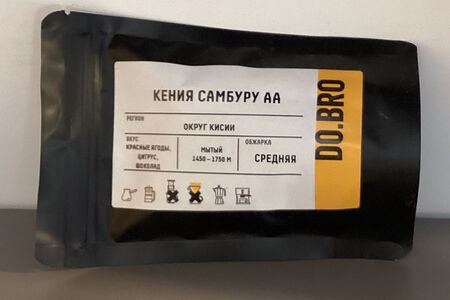 КЕНИЯ САМБУРУ АА
РЕГИОН
ОКРУГ КИСИИ
ВКУС
КРАСНЫЕ ЯГОДЫ,
ЦИТРУС,
ШОКОЛАД
МЫТЫЙ
1450 – 1750 М
ОБЖАРКА
СРЕДНЯЯ
DO.BRO